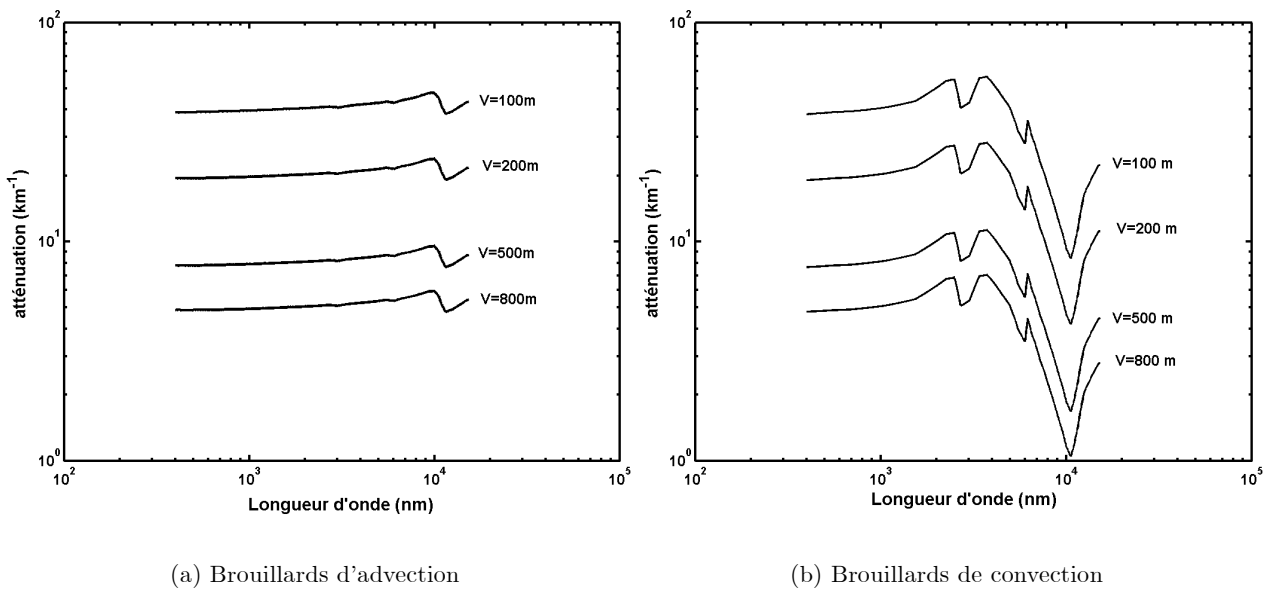 10²
10¹
10⁰
atténuation (km⁻¹)
V=100m
V=200m
V=500m
V=800m
10² 10³ 10⁴ 10⁵
Longueur d'onde (nm)
(a) Brouillards d'advection
10²
10¹
10⁰
atténuation (km⁻¹)
V=100 m
V=200 m
V=500 m
V=800 m
10² 10³ 10⁴ 10⁵
Longueur d'onde (nm)
(b) Brouillards de convection